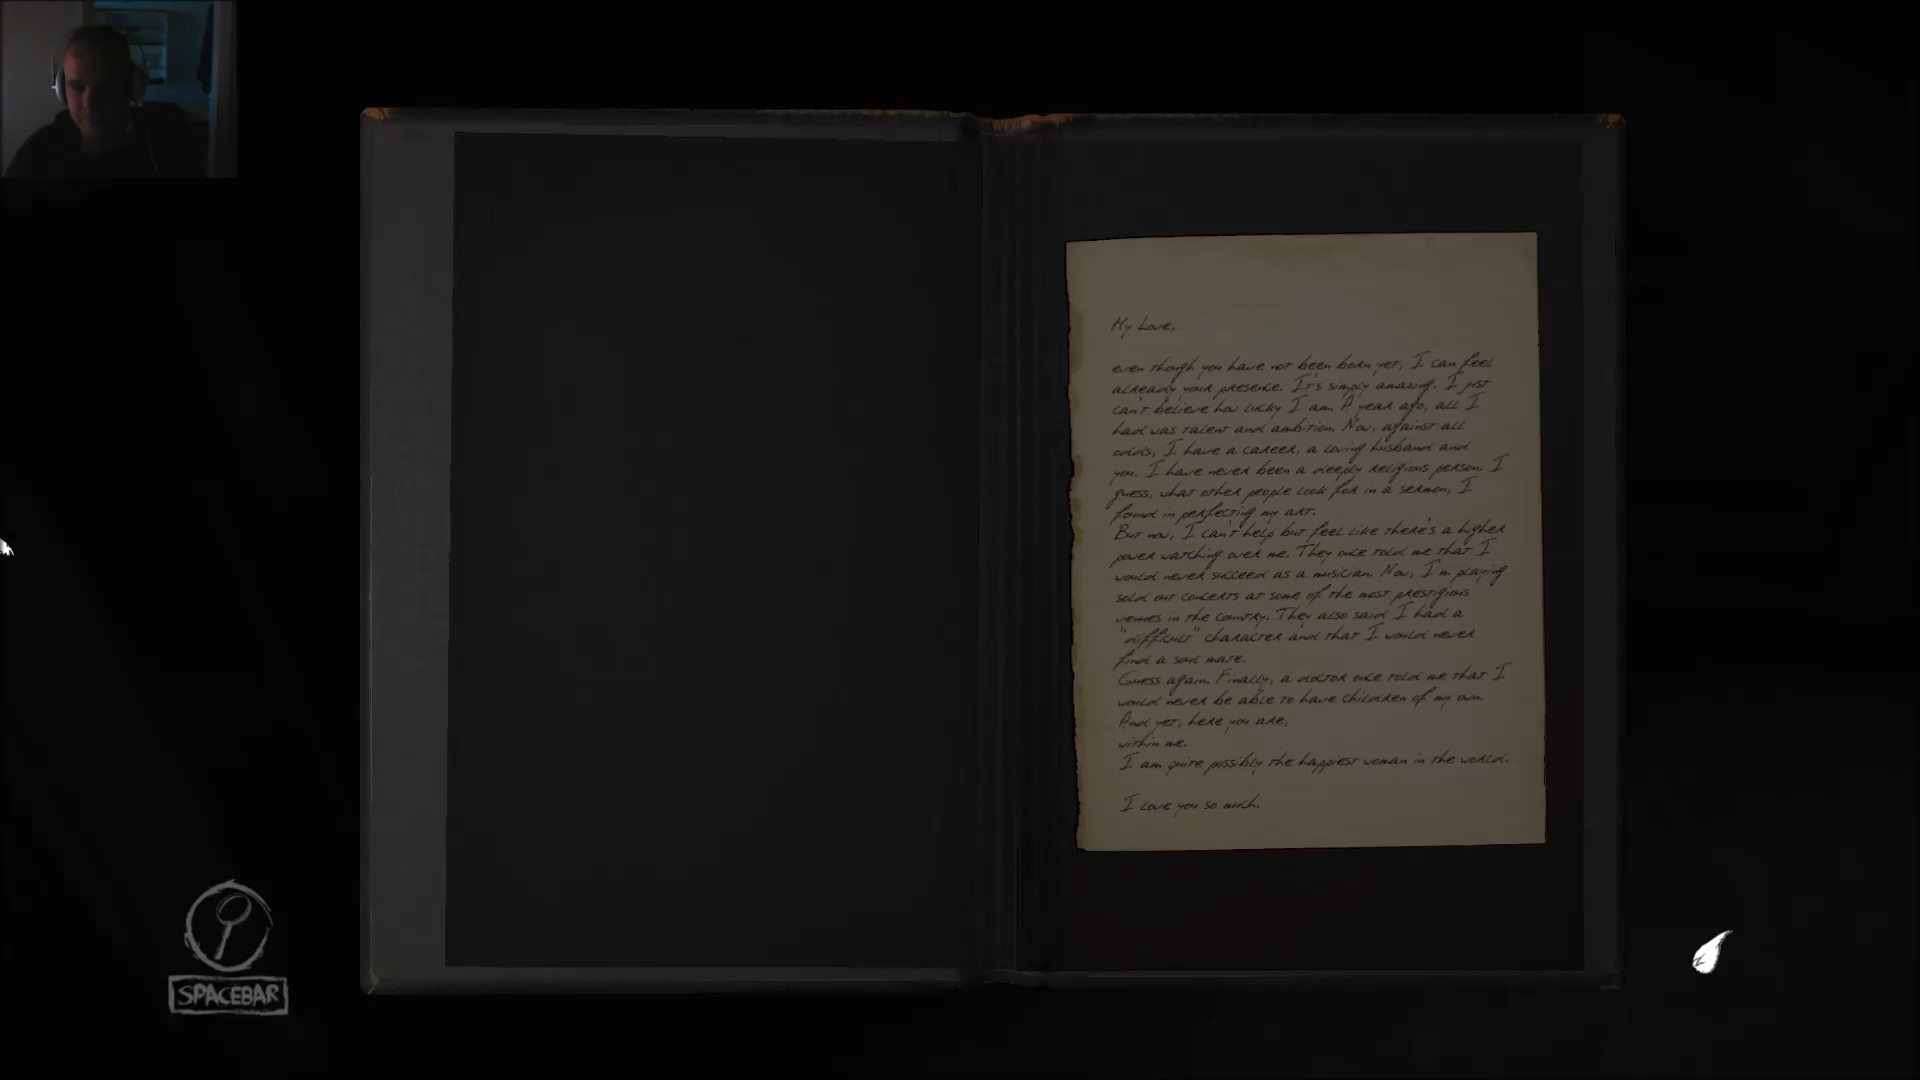 My Love,
even though you have not been born yet, I can feel
already your presence. It's simply amazing. I just
can't believe how lucky I am. A year ago, all I
had was talent and ambition. Now, against all
odds, I have a career, a loving husband and
you. I have never been a deeply religious person. I
guess, what other people look for in a sermon, I
found in perfecting my art.
But now, I can't help but feel like there's a higher
power watching over me. They once told me that I
would never succeed as a musician. Now, I'm playing
sold out concerts at some of the most prestigious
venues in the country. They also said I had a
"difficult" character and that I would never
find a soul mate.
Guess again. Finally, a doctor once told me that I
would never be able to have children of my own.
And yet, here you are,
within me.
I am quite possibly the happiest woman in the world.
I love you so much.
SPACEBAR